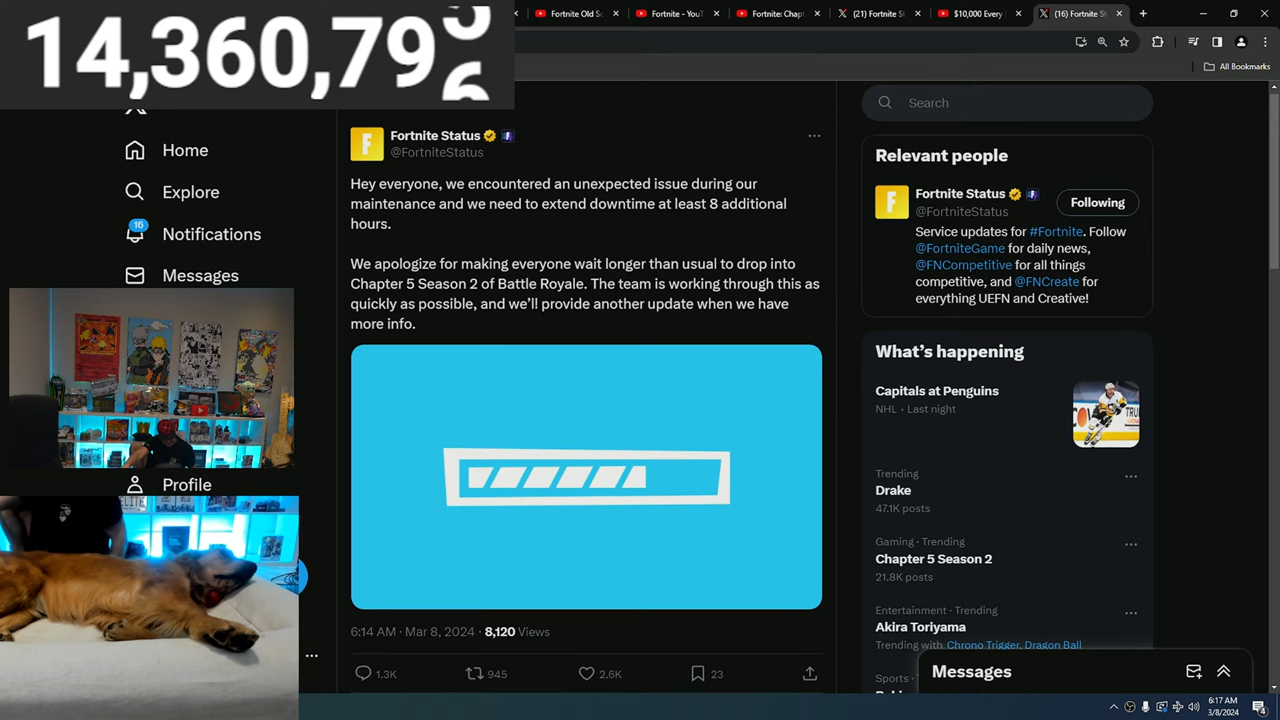 14,360,79
Fortnite Old S
Fortnite - YouT
Fortnite: Chap
(21) Fortnite S
$10,000 Every
(16) Fortnite St
All Bookmarks
Home
Explore
16
Notifications
Messages
Profile
Fortnite Status
@FortniteStatus
Hey everyone, we encountered an unexpected issue during our
maintenance and we need to extend downtime at least 8 additional
hours.
We apologize for making everyone wait longer than usual to drop into
Chapter 5 Season 2 of Battle Royale. The team is working through this as
quickly as possible, and we'll provide another update when we have
more info.
6:14 AM · Mar 8, 2024 · 8,120 Views
1.3K 945 2.6K 23
Search
Relevant people
Fortnite Status
@FortniteStatus
Following
Service updates for #Fortnite. Follow
@FortniteGame for daily news,
@FNCompetitive for all things
competitive, and @FNCreate for
everything UEFN and Creative!
What's happening
Capitals at Penguins
NHL · Last night
Trending
Drake
47.1K posts
Gaming · Trending
Chapter 5 Season 2
21.8K posts
Entertainment · Trending
Akira Toriyama
Trending with Chrono Trigger, Dragon Ball
Sports ·
Messages
6:17 AM
3/8/2024